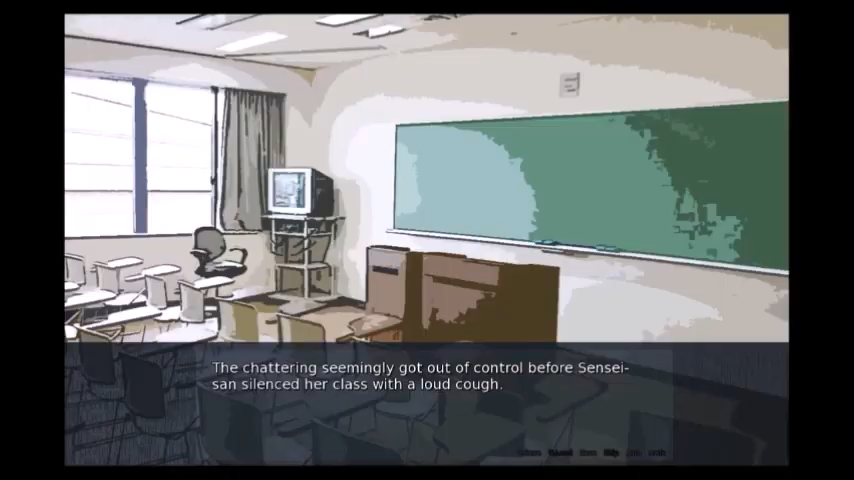 The chattering seemingly got out of control before Sensei-
san silenced her class with a loud cough.